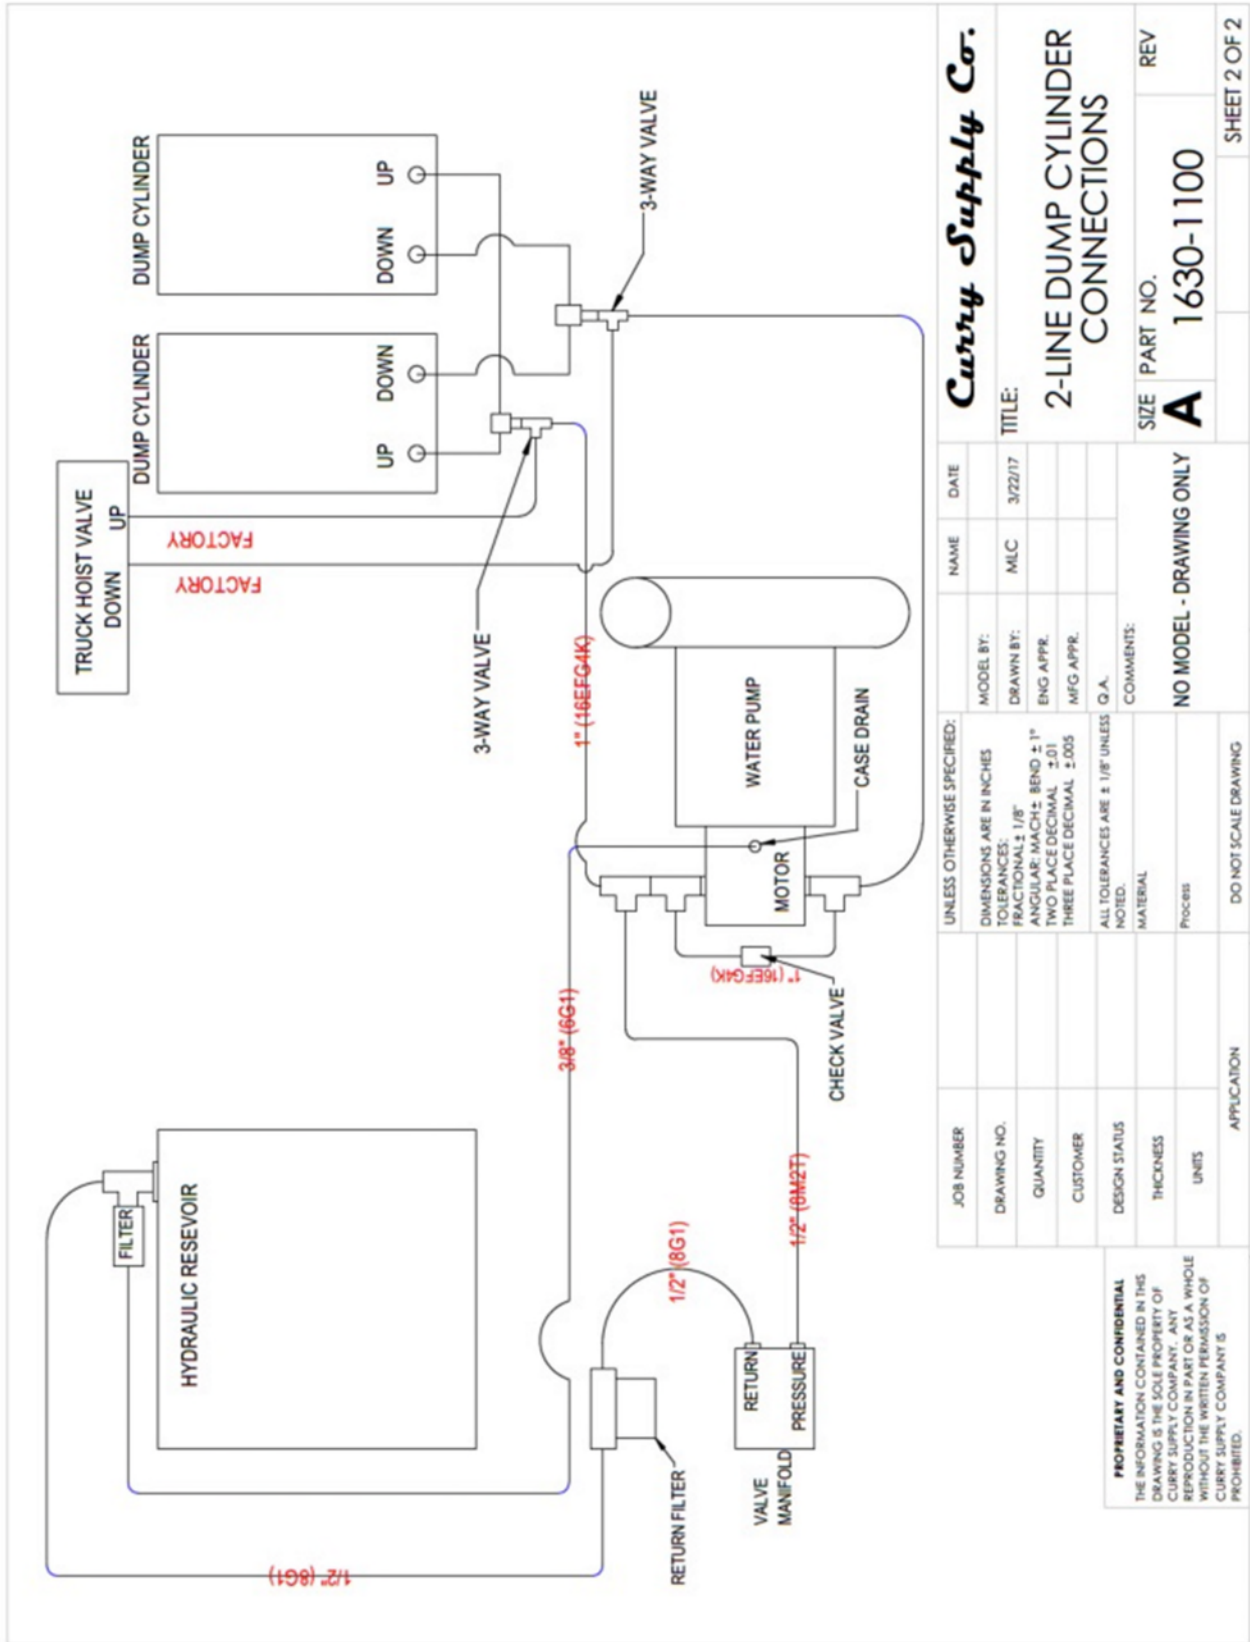 TRUCK HOIST VALVE
DOWN
UP
FACTORY
FACTORY
DUMP CYLINDER
UP
DOWN
DUMP CYLINDER
DOWN
UP
3-WAY VALVE
3-WAY VALVE
1" (16EFG4K)
WATER PUMP
MOTOR
CASE DRAIN
1" (16EFG4K)
CHECK VALVE
3/8" (6G1)
FILTER
HYDRAULIC RESEVOIR
1/2" (8G1)
1/2" (8M2T)
RETURN
PRESSURE
VALVE
MANIFOLD
RETURN FILTER
1/2" (8G1)
PROPRIETARY AND CONFIDENTIAL
THE INFORMATION CONTAINED IN THIS
DRAWING IS THE SOLE PROPERTY OF
CURRY SUPPLY COMPANY. ANY
REPRODUCTION IN PART OR AS A WHOLE
WITHOUT THE WRITTEN PERMISSION OF
CURRY SUPPLY COMPANY IS
PROHIBITED.
JOB NUMBER
DRAWING NO.
QUANTITY
CUSTOMER
DESIGN STATUS
THICKNESS
UNITS
APPLICATION
UNLESS OTHERWISE SPECIFIED:
DIMENSIONS ARE IN INCHES
TOLERANCES:
FRACTIONAL ± 1/8"
ANGULAR: MACH ± BEND ± 1°
TWO PLACE DECIMAL ±.01
THREE PLACE DECIMAL ±.005
ALL TOLERANCES ARE ± 1/8" UNLESS
NOTED.
MATERIAL
Process
DO NOT SCALE DRAWING
NAME
DATE
MODEL BY:
DRAWN BY: MLC 3/22/17
ENG APPR.
MFG APPR.
Q.A.
COMMENTS:
NO MODEL - DRAWING ONLY
Curry Supply Co.
TITLE:
2-LINE DUMP CYLINDER
CONNECTIONS
SIZE PART NO. REV
A 1630-1100
SHEET 2 OF 2